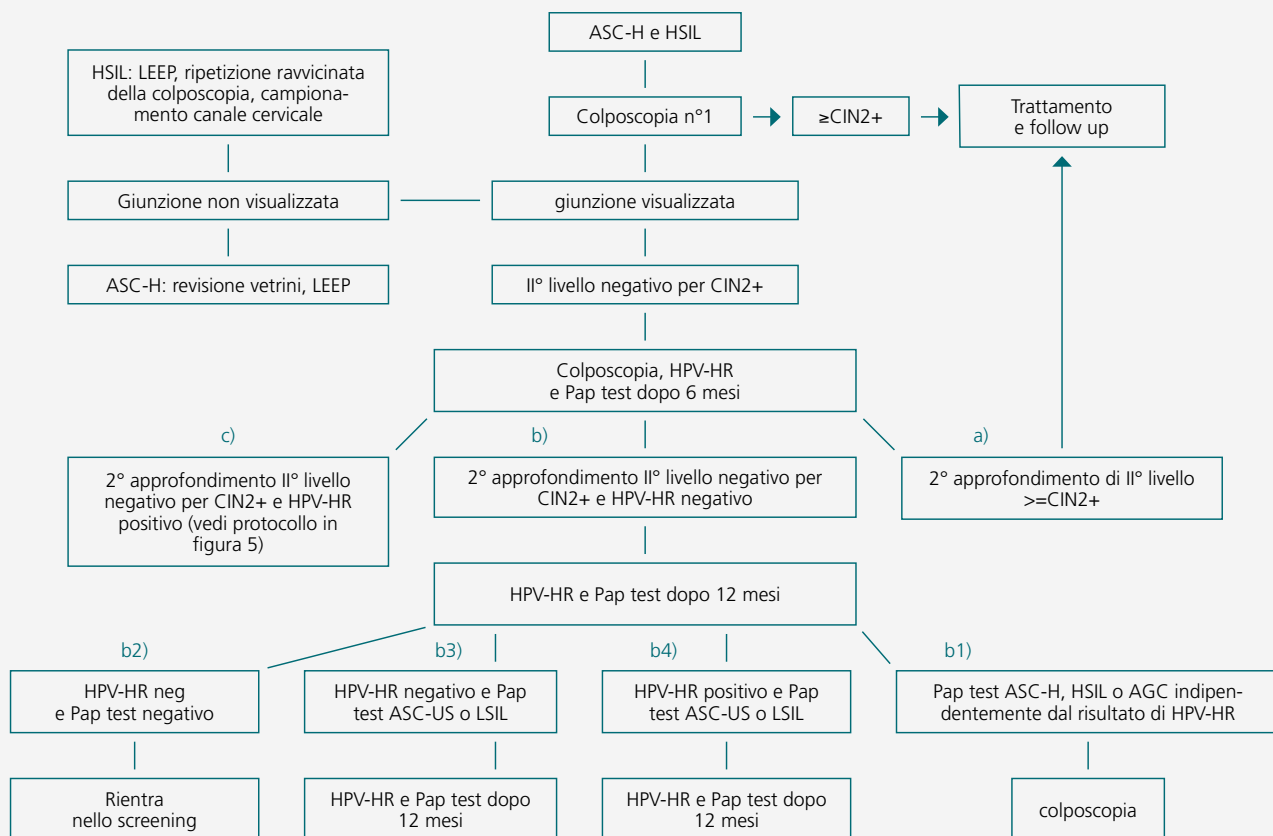 ASC-H e HSIL
HSIL: LEEP, ripetizione ravvicinata
della colposcopia, campiona-
mento canale cervicale
Colposcopia n°1
≥CIN2+
Trattamento
e follow up
Giunzione non visualizzata
giunzione visualizzata
ASC-H: revisione vetrini, LEEP
II° livello negativo per CIN2+
Colposcopia, HPV-HR
e Pap test dopo 6 mesi
c)
b)
a)
2° approfondimento II° livello
negativo per CIN2+ e HPV-HR
positivo (vedi protocollo in
figura 5)
2° approfondimento II° livello negativo per
CIN2+ e HPV-HR negativo
2° approfondimento di II° livello
>=CIN2+
HPV-HR e Pap test dopo 12 mesi
b2)
b3)
b4)
b1)
HPV-HR neg
e Pap test negativo
HPV-HR negativo e Pap
test ASC-US o LSIL
HPV-HR positivo e Pap
test ASC-US o LSIL
Pap test ASC-H, HSIL o AGC indipen-
dentemente dal risultato di HPV-HR
Rientra
nello screening
HPV-HR e Pap test dopo
12 mesi
HPV-HR e Pap test dopo
12 mesi
colposcopia